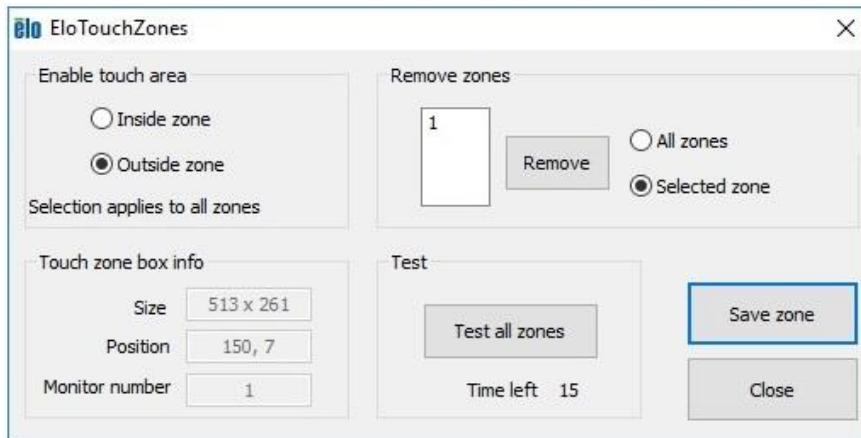 elo EloTouchZones
Enable touch area
Inside zone
Outside zone
Selection applies to all zones
Remove zones
1
Remove
All zones
Selected zone
Touch zone box info
Size 513 x 261
Position 150, 7
Monitor number 1
Test
Test all zones
Time left 15
Save zone
Close